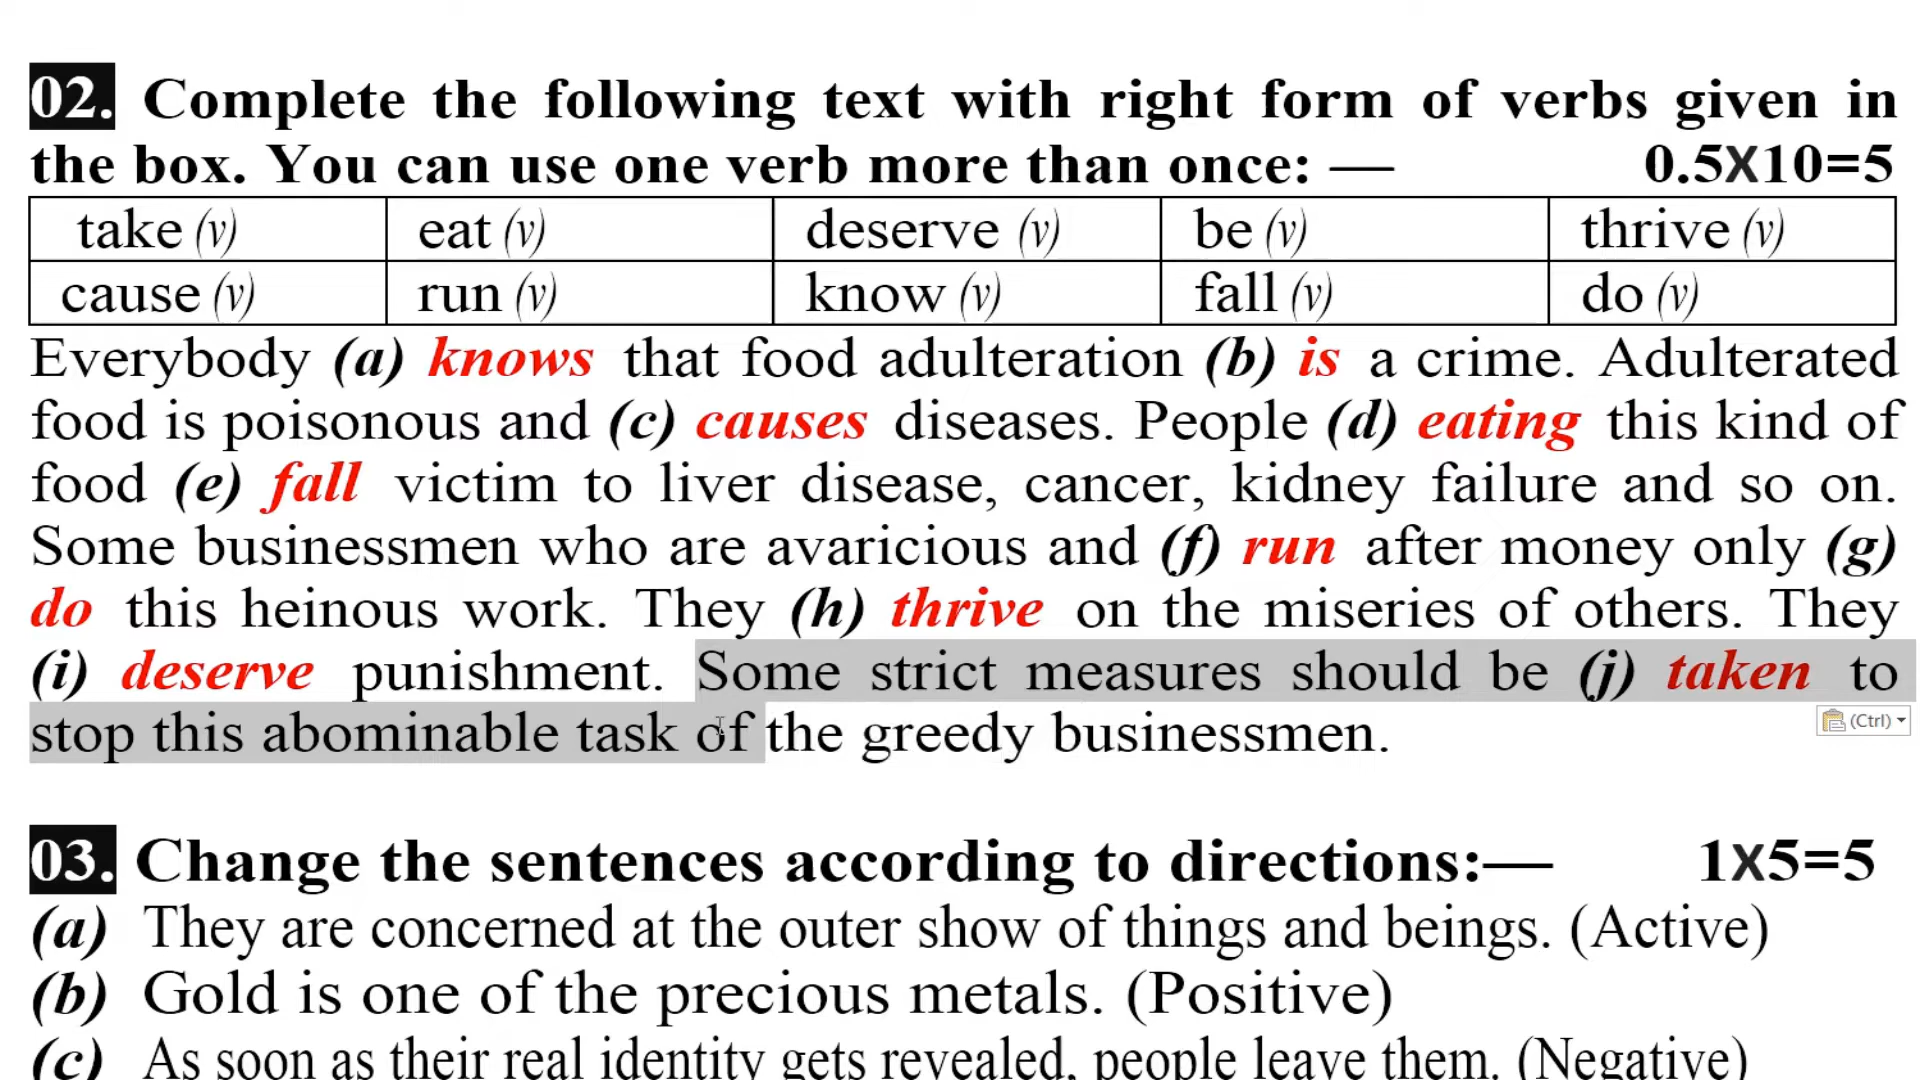 02. Complete the following text with right form of verbs given in
the box. You can use one verb more than once: — 0.5X10=5
take (v) eat (v) deserve (v) be (v) thrive (v)
cause (v) run (v) know (v) fall (v) do (v)
Everybody (a) knows that food adulteration (b) is a crime. Adulterated
food is poisonous and (c) causes diseases. People (d) eating this kind of
food (e) fall victim to liver disease, cancer, kidney failure and so on.
Some businessmen who are avaricious and (f) run after money only (g)
do this heinous work. They (h) thrive on the miseries of others. They
(i) deserve punishment. Some strict measures should be (j) taken to
stop this abominable task of the greedy businessmen.
(Ctrl)
03. Change the sentences according to directions:— 1X5=5
(a) They are concerned at the outer show of things and beings. (Active)
(b) Gold is one of the precious metals. (Positive)
(c) As soon as their real identity gets revealed, people leave them. (Negative)